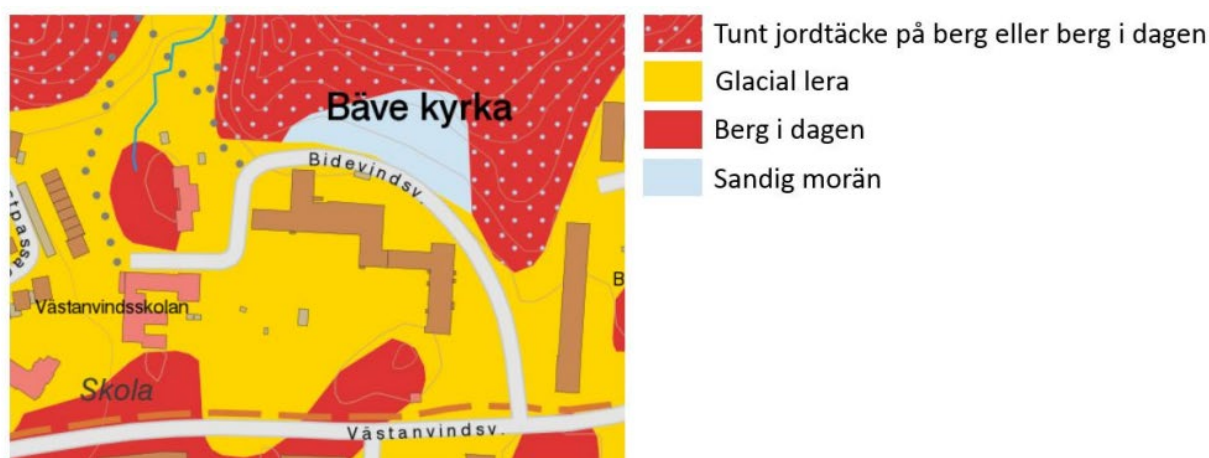 Bäve kyrka
Bidevindsv.
Västanvindsskolan
Skola
Västanvindsv.
B
Tunt jordtäcke på berg eller berg i dagen
Glacial lera
Berg i dagen
Sandig morän